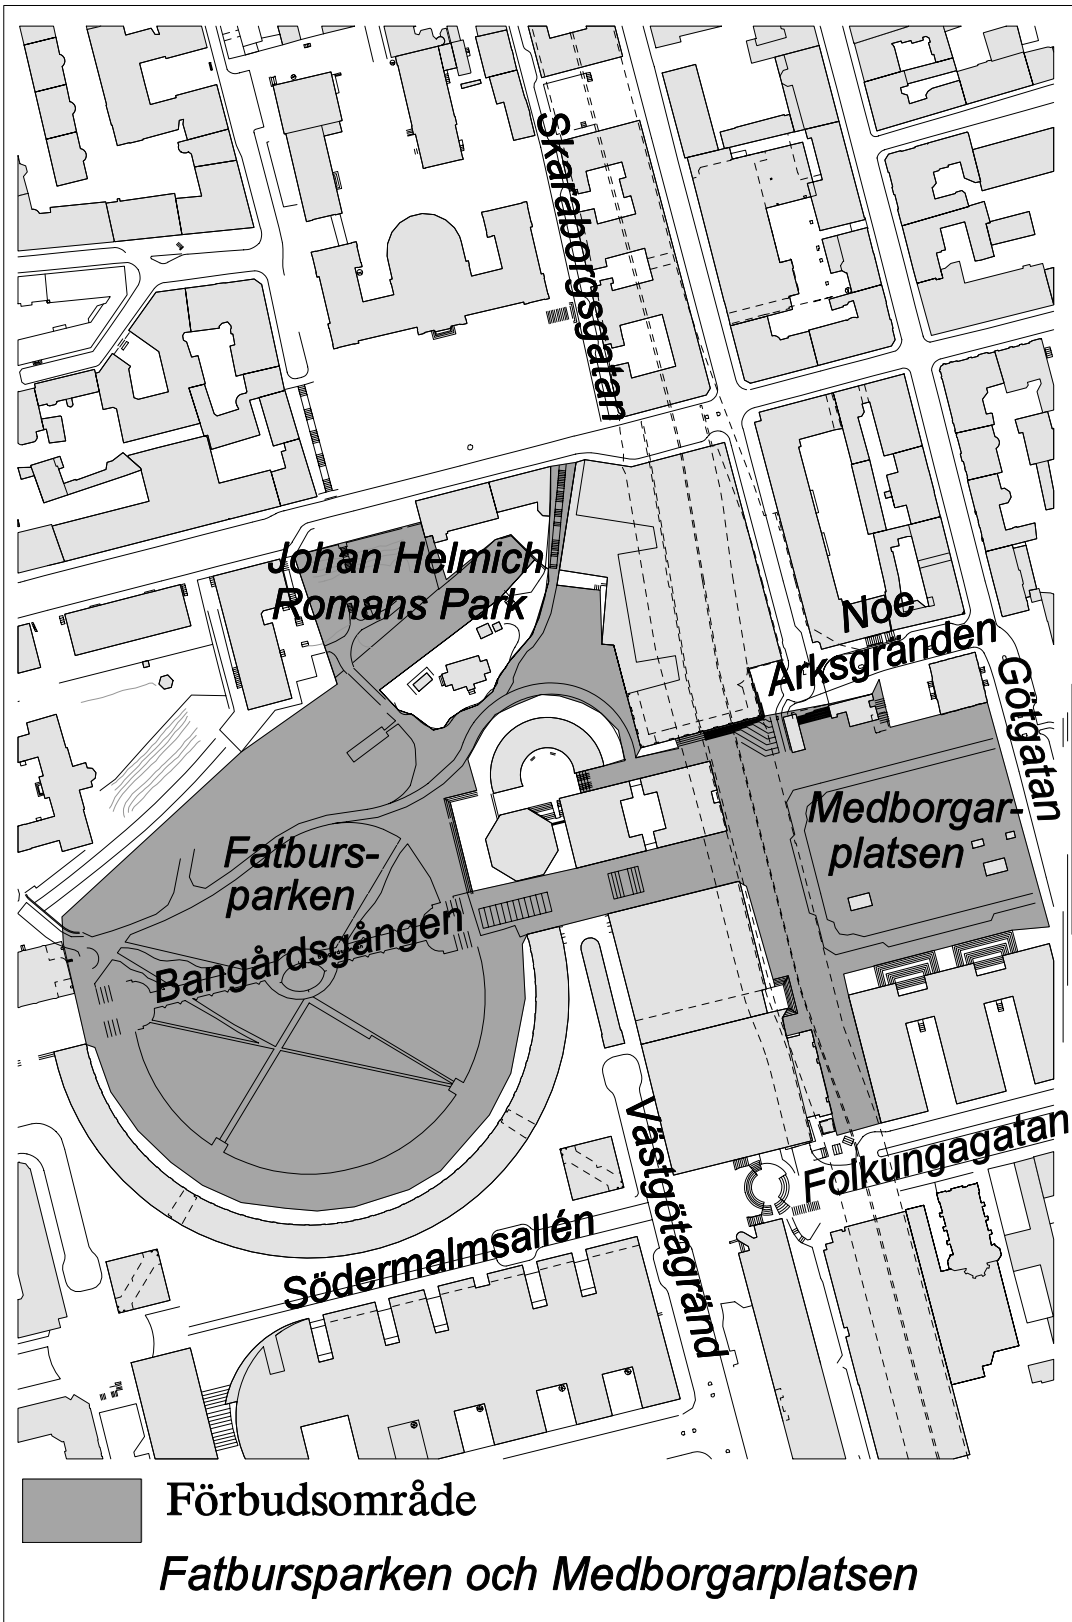 Skaraborgsgatan
Johan Helmich
Romans Park
Noe
Arksgränden
Götgatan
Medborgar-
platsen
Fatburs-
parken
Bangårdsgången
Västgötagränd
Folkungagatan
Södermalmsallén
Förbudsområde
Fatbursparken och Medborgarplatsen